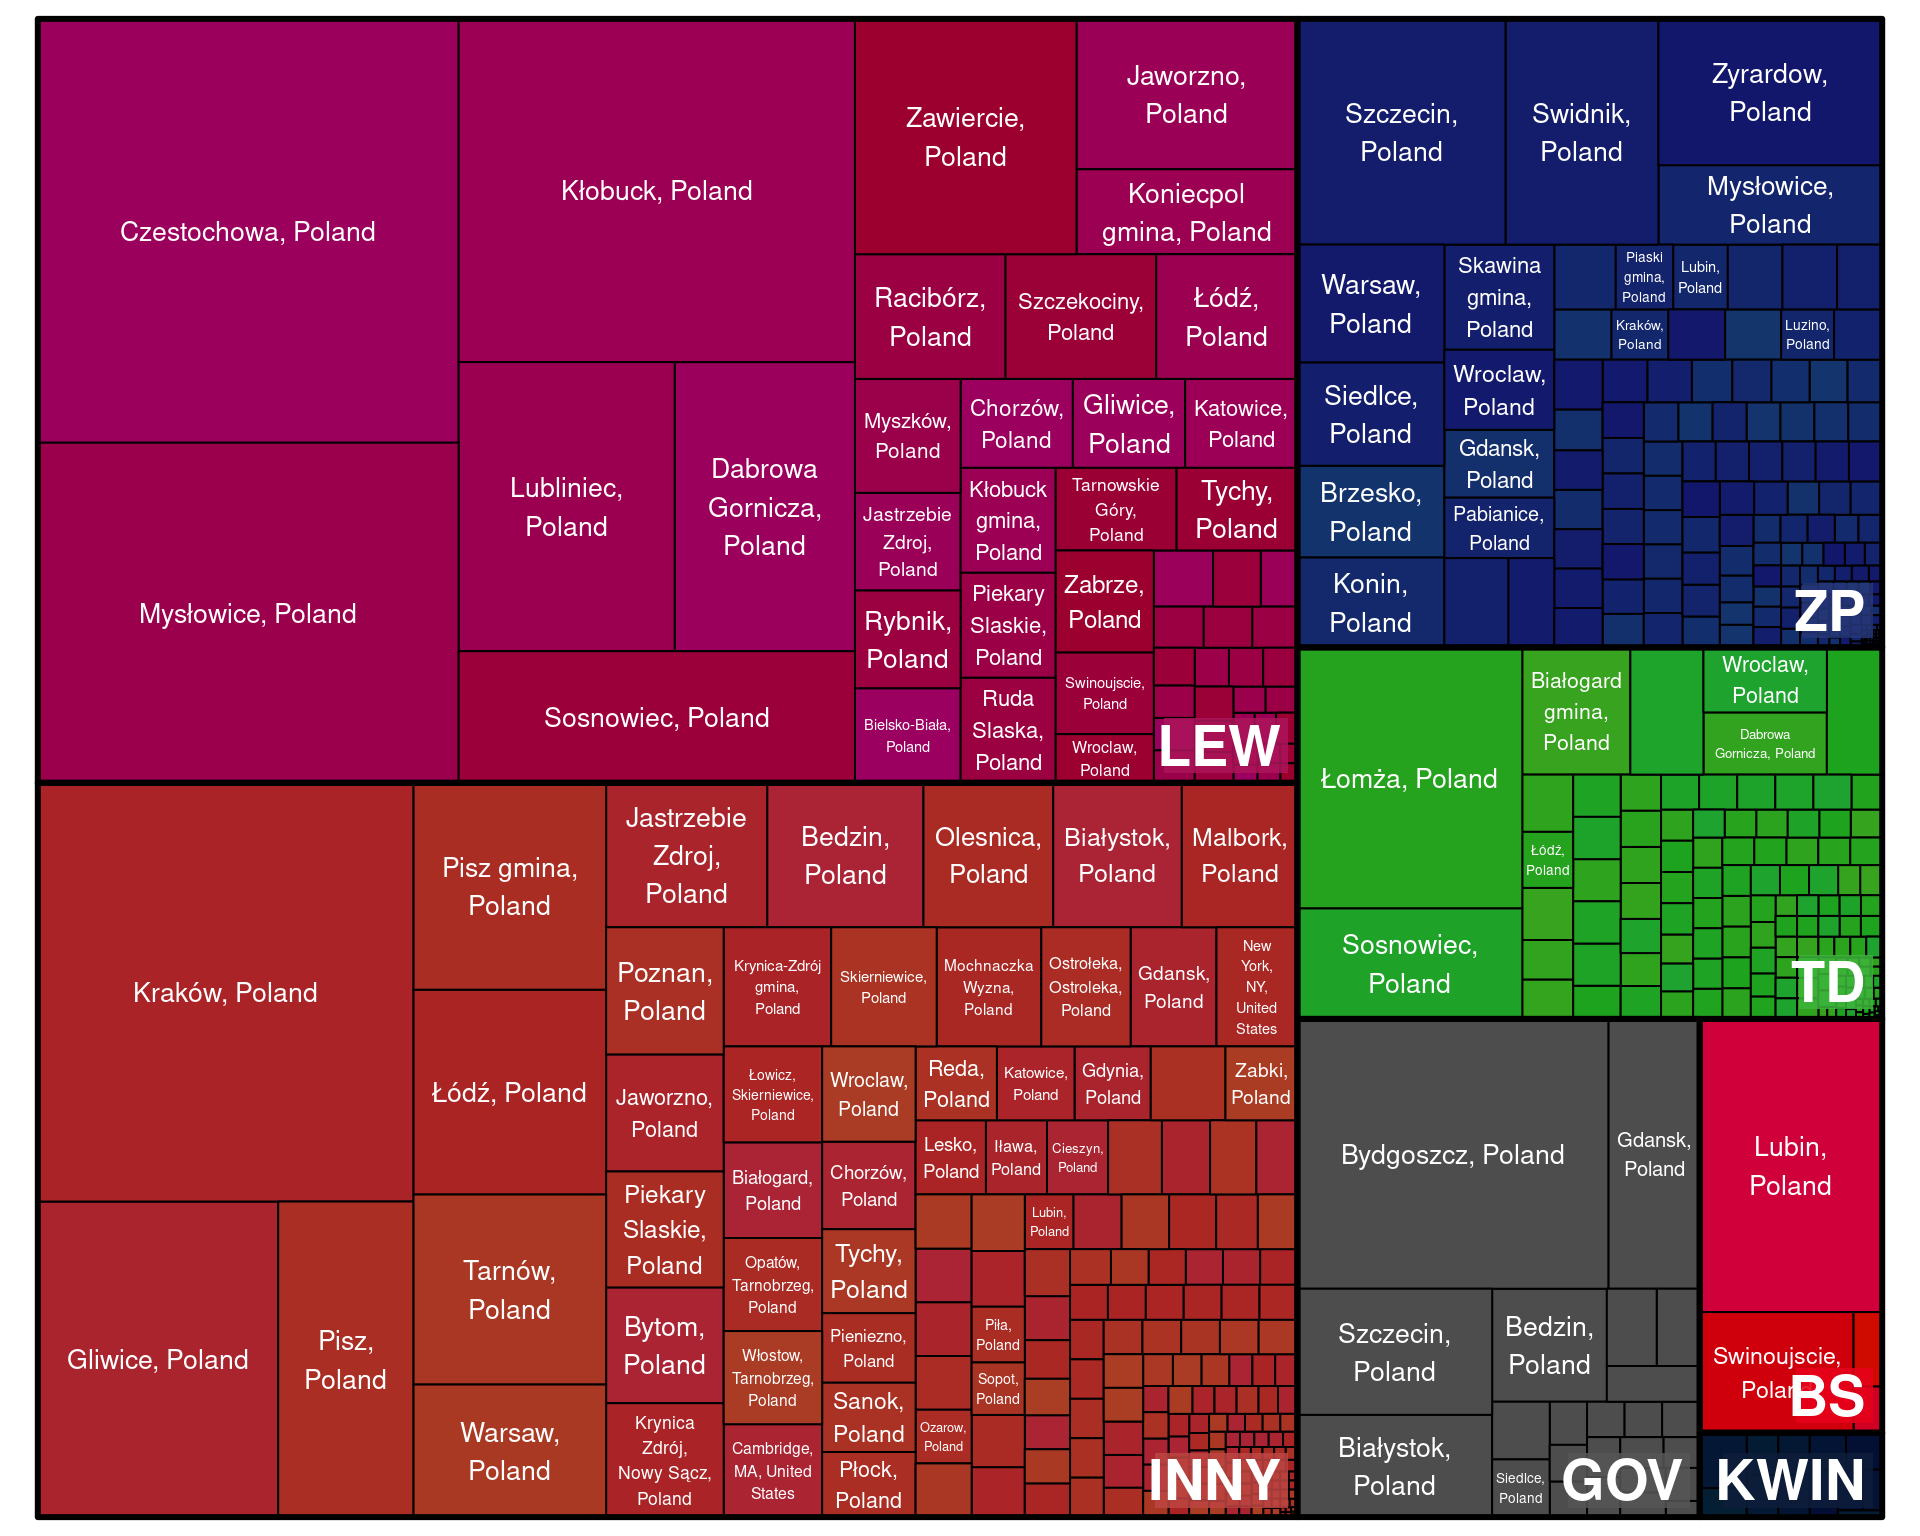 Czestochowa, Poland
Mysłowice, Poland
Kłobuck, Poland
Lubliniec,
Poland
Dabrowa
Gornicza,
Poland
Sosnowiec, Poland
Zawiercie,
Poland
Jaworzno,
Poland
Koniecpol
gmina, Poland
Racibórz,
Poland
Szczekociny,
Poland
Łódź,
Poland
Myszków,
Poland
Chorzów,
Poland
Gliwice,
Poland
Katowice,
Poland
Jastrzebie
Zdroj,
Poland
Kłobuck
gmina,
Poland
Tarnowskie
Góry,
Poland
Tychy,
Poland
Rybnik,
Poland
Piekary
Slaskie,
Poland
Zabrze,
Poland
Bielsko-Biała,
Poland
Ruda
Slaska,
Poland
Swinoujscie,
Poland
Wroclaw,
Poland
LEW
Szczecin,
Poland
Swidnik,
Poland
Zyrardow,
Poland
Mysłowice,
Poland
Warsaw,
Poland
Skawina
gmina,
Poland
Piaski
gmina,
Poland
Lubin,
Poland
Kraków,
Poland
Luzino,
Poland
Siedlce,
Poland
Wroclaw,
Poland
Gdansk,
Poland
Brzesko,
Poland
Pabianice,
Poland
Konin,
Poland
ZP
Łomża, Poland
Sosnowiec,
Poland
Białogard
gmina,
Poland
Wroclaw,
Poland
Dabrowa
Gornicza, Poland
Łódź,
Poland
TD
Kraków, Poland
Gliwice, Poland
Pisz,
Poland
Pisz gmina,
Poland
Łódź, Poland
Tarnów,
Poland
Warsaw,
Poland
Jastrzebie
Zdroj,
Poland
Bedzin,
Poland
Olesnica,
Poland
Białystok,
Poland
Malbork,
Poland
Poznan,
Poland
Krynica-Zdrój
gmina,
Poland
Skierniewice,
Poland
Mochnaczka
Wyzna,
Poland
Ostrołeka,
Ostroleka,
Poland
Gdansk,
Poland
New
York,
NY,
United
States
Jaworzno,
Poland
Łowicz,
Skierniewice,
Poland
Wroclaw,
Poland
Reda,
Poland
Katowice,
Poland
Gdynia,
Poland
Zabki,
Poland
Lesko,
Poland
Iława,
Poland
Cieszyn,
Poland
Piekary
Slaskie,
Poland
Białogard,
Poland
Chorzów,
Poland
Lubin,
Poland
Opatów,
Tarnobrzeg,
Poland
Tychy,
Poland
Bytom,
Poland
Włostow,
Tarnobrzeg,
Poland
Pieniezno,
Poland
Piła,
Poland
Sopot,
Poland
Sanok,
Poland
Ozarow,
Poland
Krynica
Zdrój,
Nowy Sącz,
Poland
Cambridge,
MA, United
States
Płock,
Poland
INNY
Bydgoszcz, Poland
Gdansk,
Poland
Szczecin,
Poland
Bedzin,
Poland
Białystok,
Poland
Siedlce,
Poland
GOV
Lubin,
Poland
Swinoujscie,
BS
KWIN